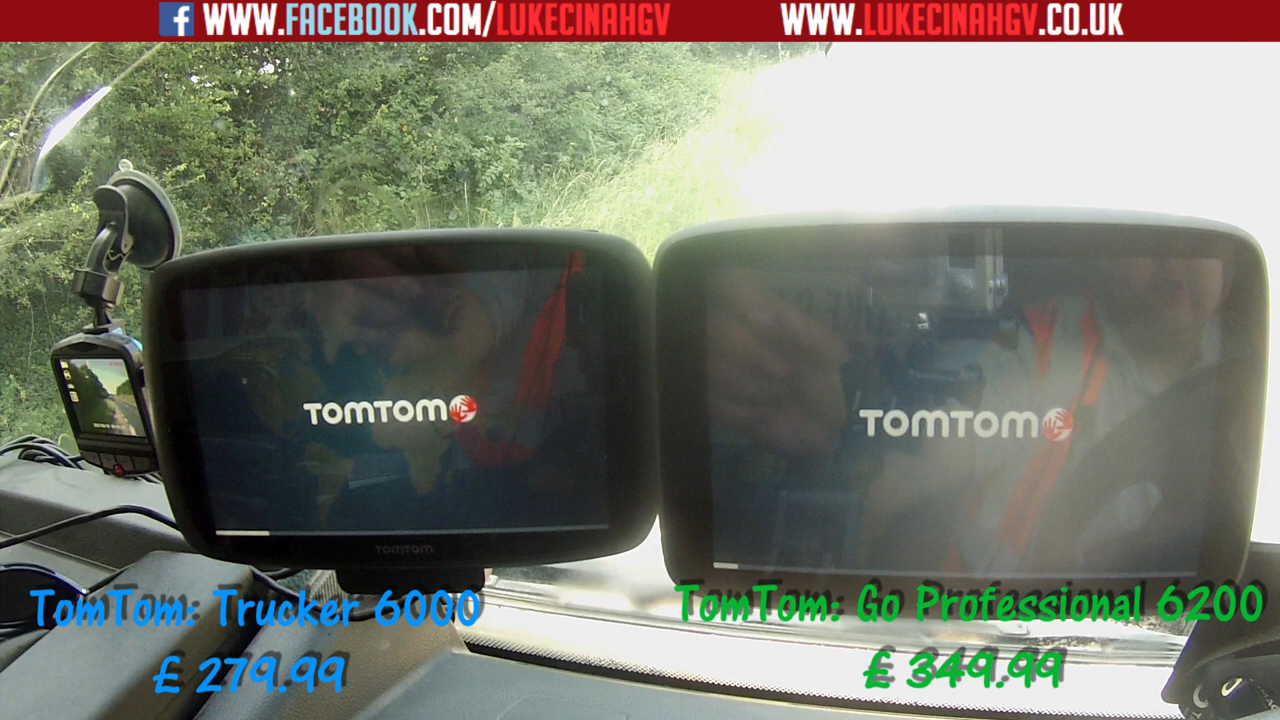 WWW.FACEBOOK.COM/LUKECINAHGV
WWW.LUKECINAHGV.CO.UK
TOMTOM
TOMTOM
TOMTOM
TomTom: Trucker 6000
£ 279.99
TomTom: Go Professional 6200
£ 349.99